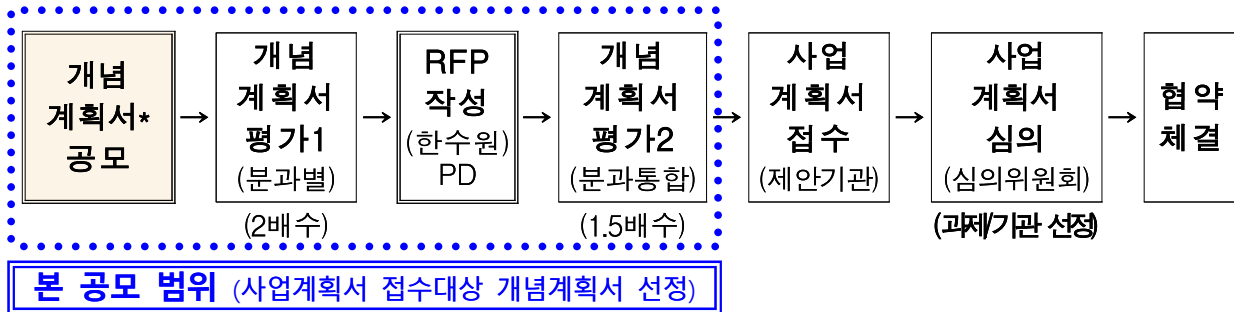 개념
계획서*
공모
→
개념
계획서
평가1
(분과별)
(2배수)
→
RFP
작성
(한수원)
PD
→
개념
계획서
평가2
(분과통합)
(1.5배수)
→
사업
계획서
접수
(제안기관)
→
사업
계획서
심의
(심의위원회)
(과제/기관 선정)
→
협약
체결
본 공모 범위 (사업계획서 접수대상 개념계획서 선정)